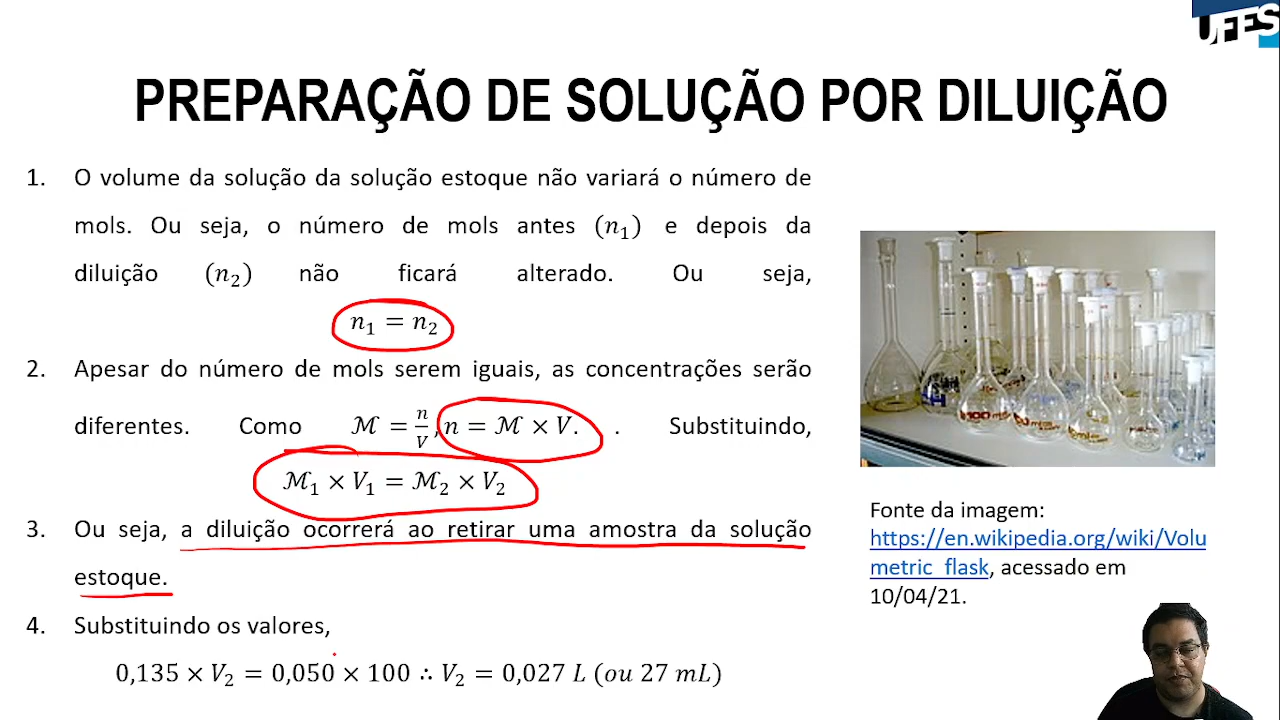 UFES
PREPARAÇÃO DE SOLUÇÃO POR DILUIÇÃO
1. O volume da solução da solução estoque não variará o número de
mols. Ou seja, o número de mols antes (n₁) e depois da
diluição (n₂) não ficará alterado. Ou seja,
n₁ = n₂
2. Apesar do número de mols serem iguais, as concentrações serão
diferentes. Como ℳ = n/V, n = ℳ × V. . Substituindo,
ℳ₁ × V₁ = ℳ₂ × V₂
3. Ou seja, a diluição ocorrerá ao retirar uma amostra da solução
estoque.
4. Substituindo os valores,
0,135 × V₂ = 0,050 × 100 ∴ V₂ = 0,027 L (ou 27 mL)
100 ml
Fonte da imagem:
https://en.wikipedia.org/wiki/Volu
metric_flask, acessado em
10/04/21.